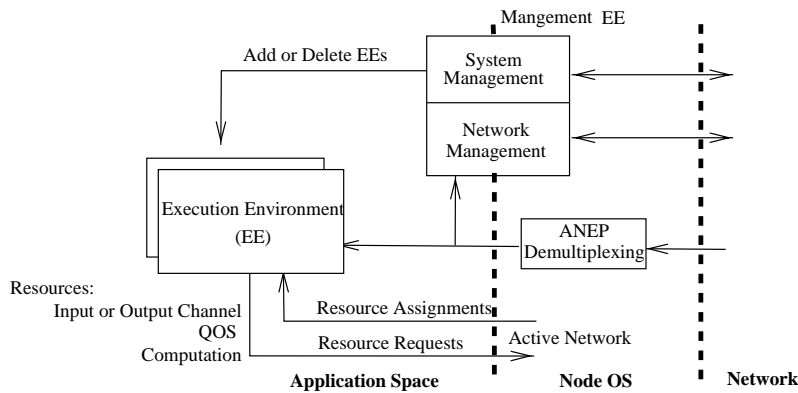 Mangement EE
Add or Delete EEs
System
Management
Network
Management
Execution Environment
(EE)
ANEP
Demultiplexing
Resources:
Input or Output Channel
QOS
Computation
Resource Assignments
Resource Requests
Active Network
Application Space
Node OS
Network